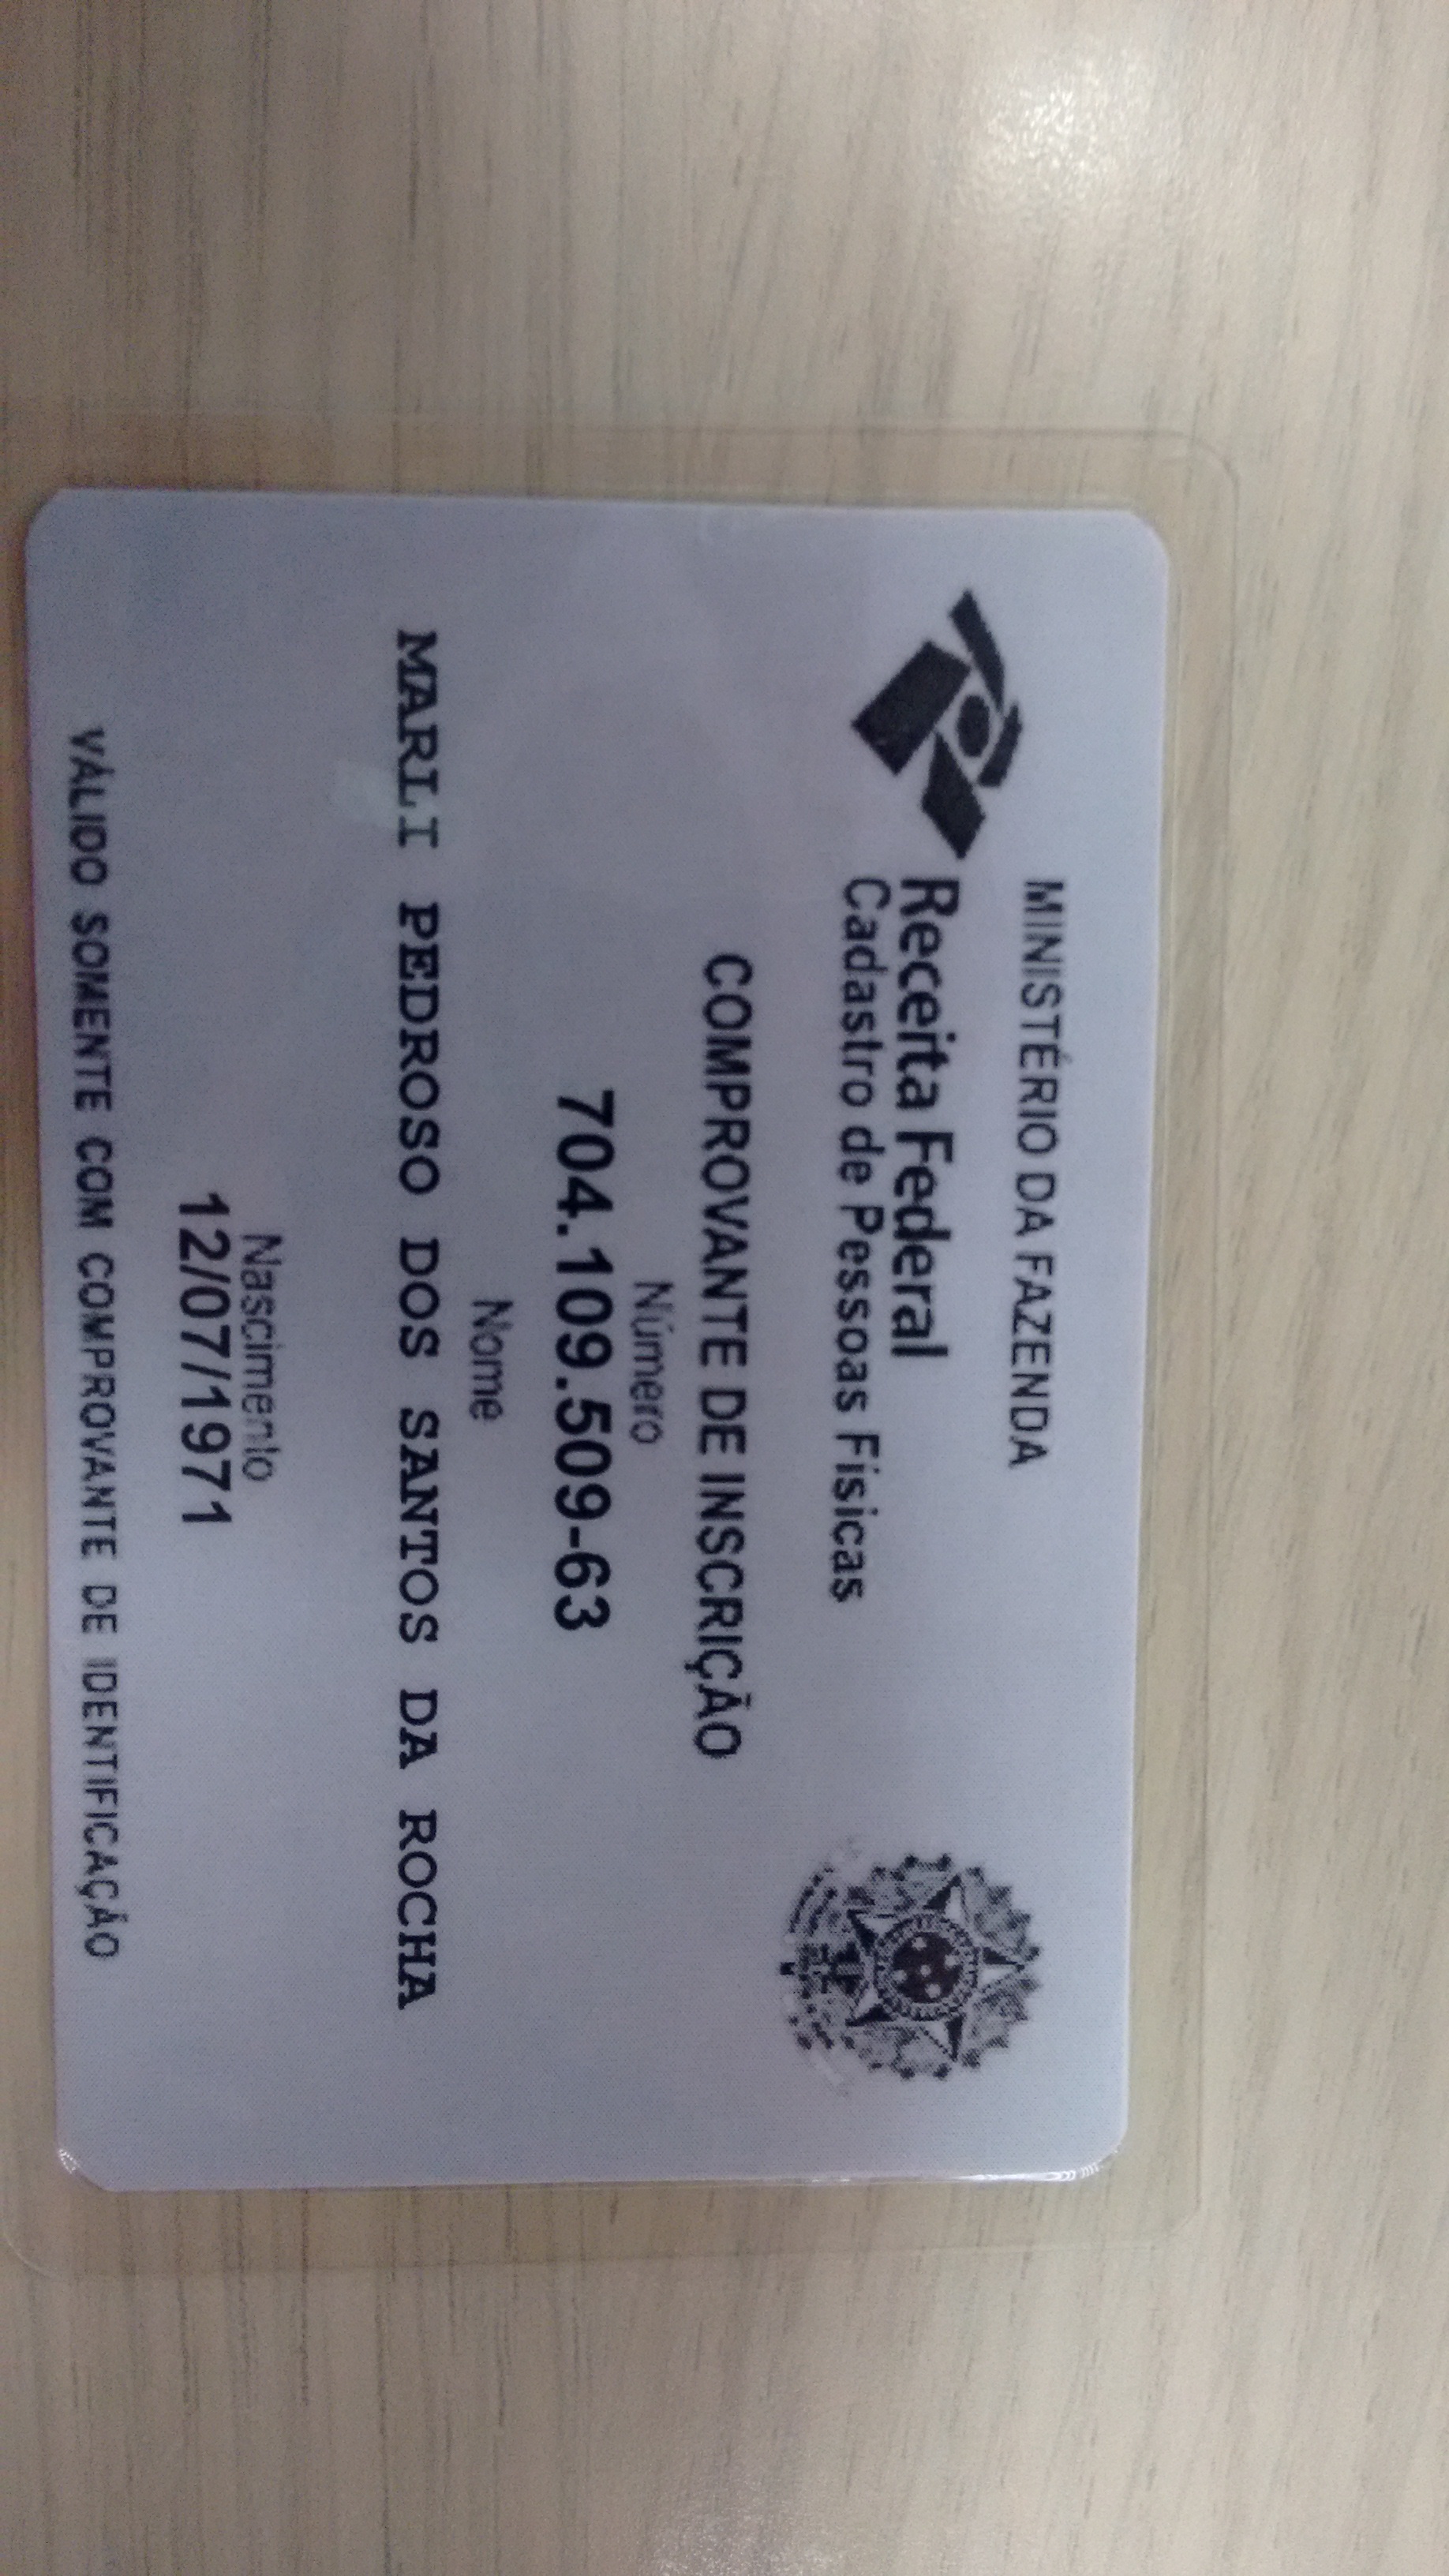 MINISTÉRIO DA FAZENDA
Receita Federal
Cadastro de Pessoas Físicas
COMPROVANTE DE INSCRIÇÃO
Número
704.109.509-63
Nome
MARLI PEDROSO DOS SANTOS DA ROCHA
Nascimento
12/07/1971
VÁLIDO SOMENTE COM COMPROVANTE DE IDENTIFICAÇÃO